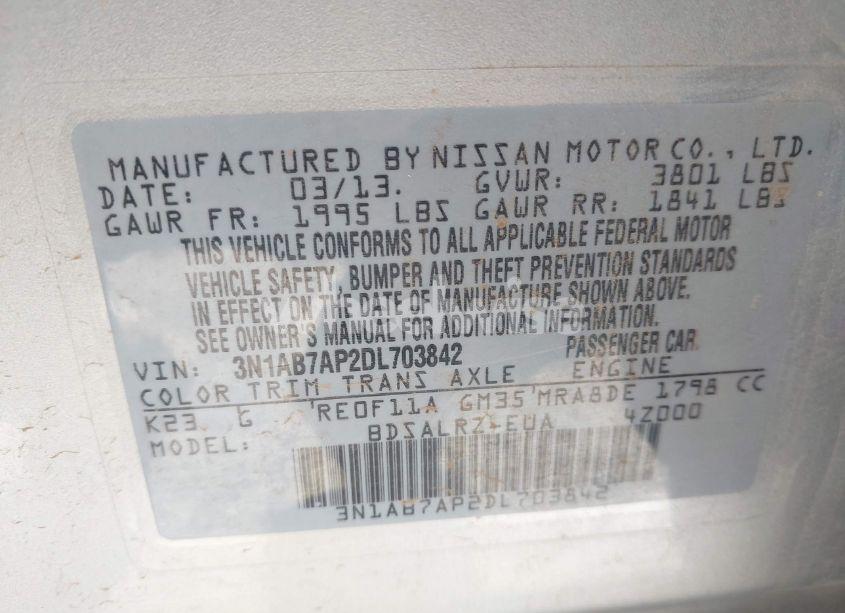 MANUFACTURED BY NISSAN MOTOR CO., LTD.
DATE: 03/13. GVWR: 3801 LBS
GAWR FR: 1995 LBS GAWR RR: 1841 LBS
THIS VEHICLE CONFORMS TO ALL APPLICABLE FEDERAL MOTOR
VEHICLE SAFETY, BUMPER AND THEFT PREVENTION STANDARDS
IN EFFECT ON THE DATE OF MANUFACTURE SHOWN ABOVE.
SEE OWNER'S MANUAL FOR ADDITIONAL INFORMATION.
VIN: 3N1AB7AP2DL703842 PASSENGER CAR
COLOR TRIM TRANS AXLE ENGINE
K23 G RE0F11A GM35 MRA8DE 1798 CC
MODEL: BDSALRZ-EUA 4Z000
3N1AB7AP2DL703842